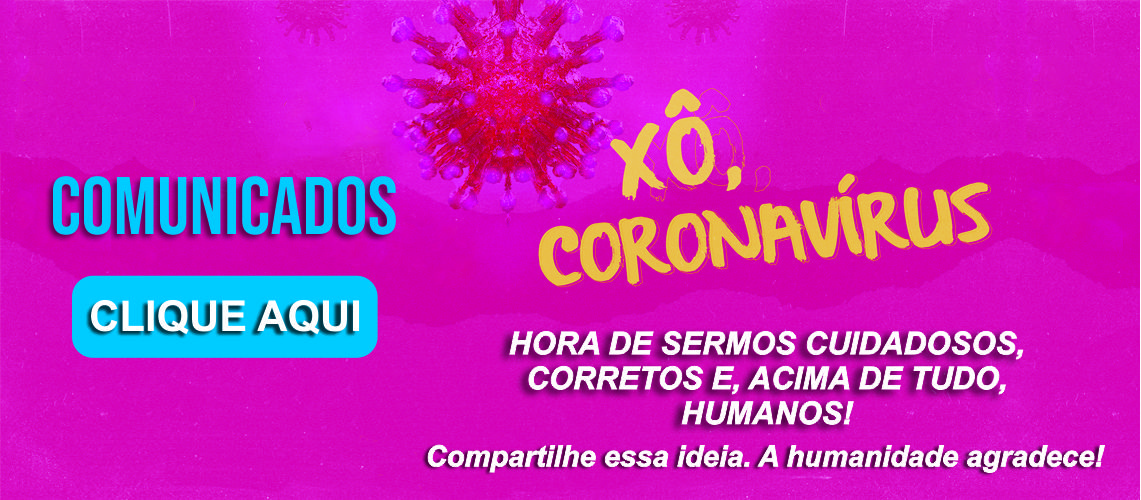 COMUNICADOS
CLIQUE AQUI
XÔ,
CORONAVÍRUS
HORA DE SERMOS CUIDADOSOS,
CORRETOS E, ACIMA DE TUDO,
HUMANOS!
Compartilhe essa ideia. A humanidade agradece!